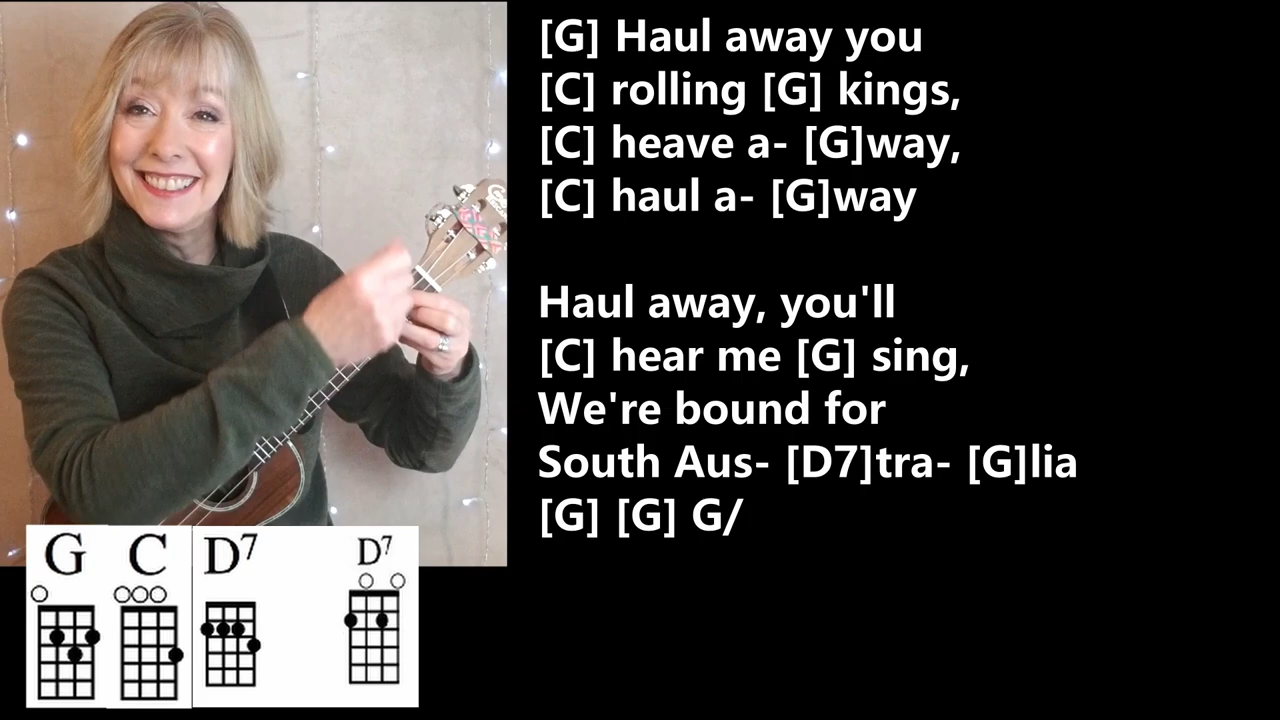 [G] Haul away you
[C] rolling [G] kings,
[C] heave a- [G]way,
[C] haul a- [G]way
Haul away, you'll
[C] hear me [G] sing,
We're bound for
South Aus- [D7]tra- [G]lia
[G] [G] G/
G C D7 D7